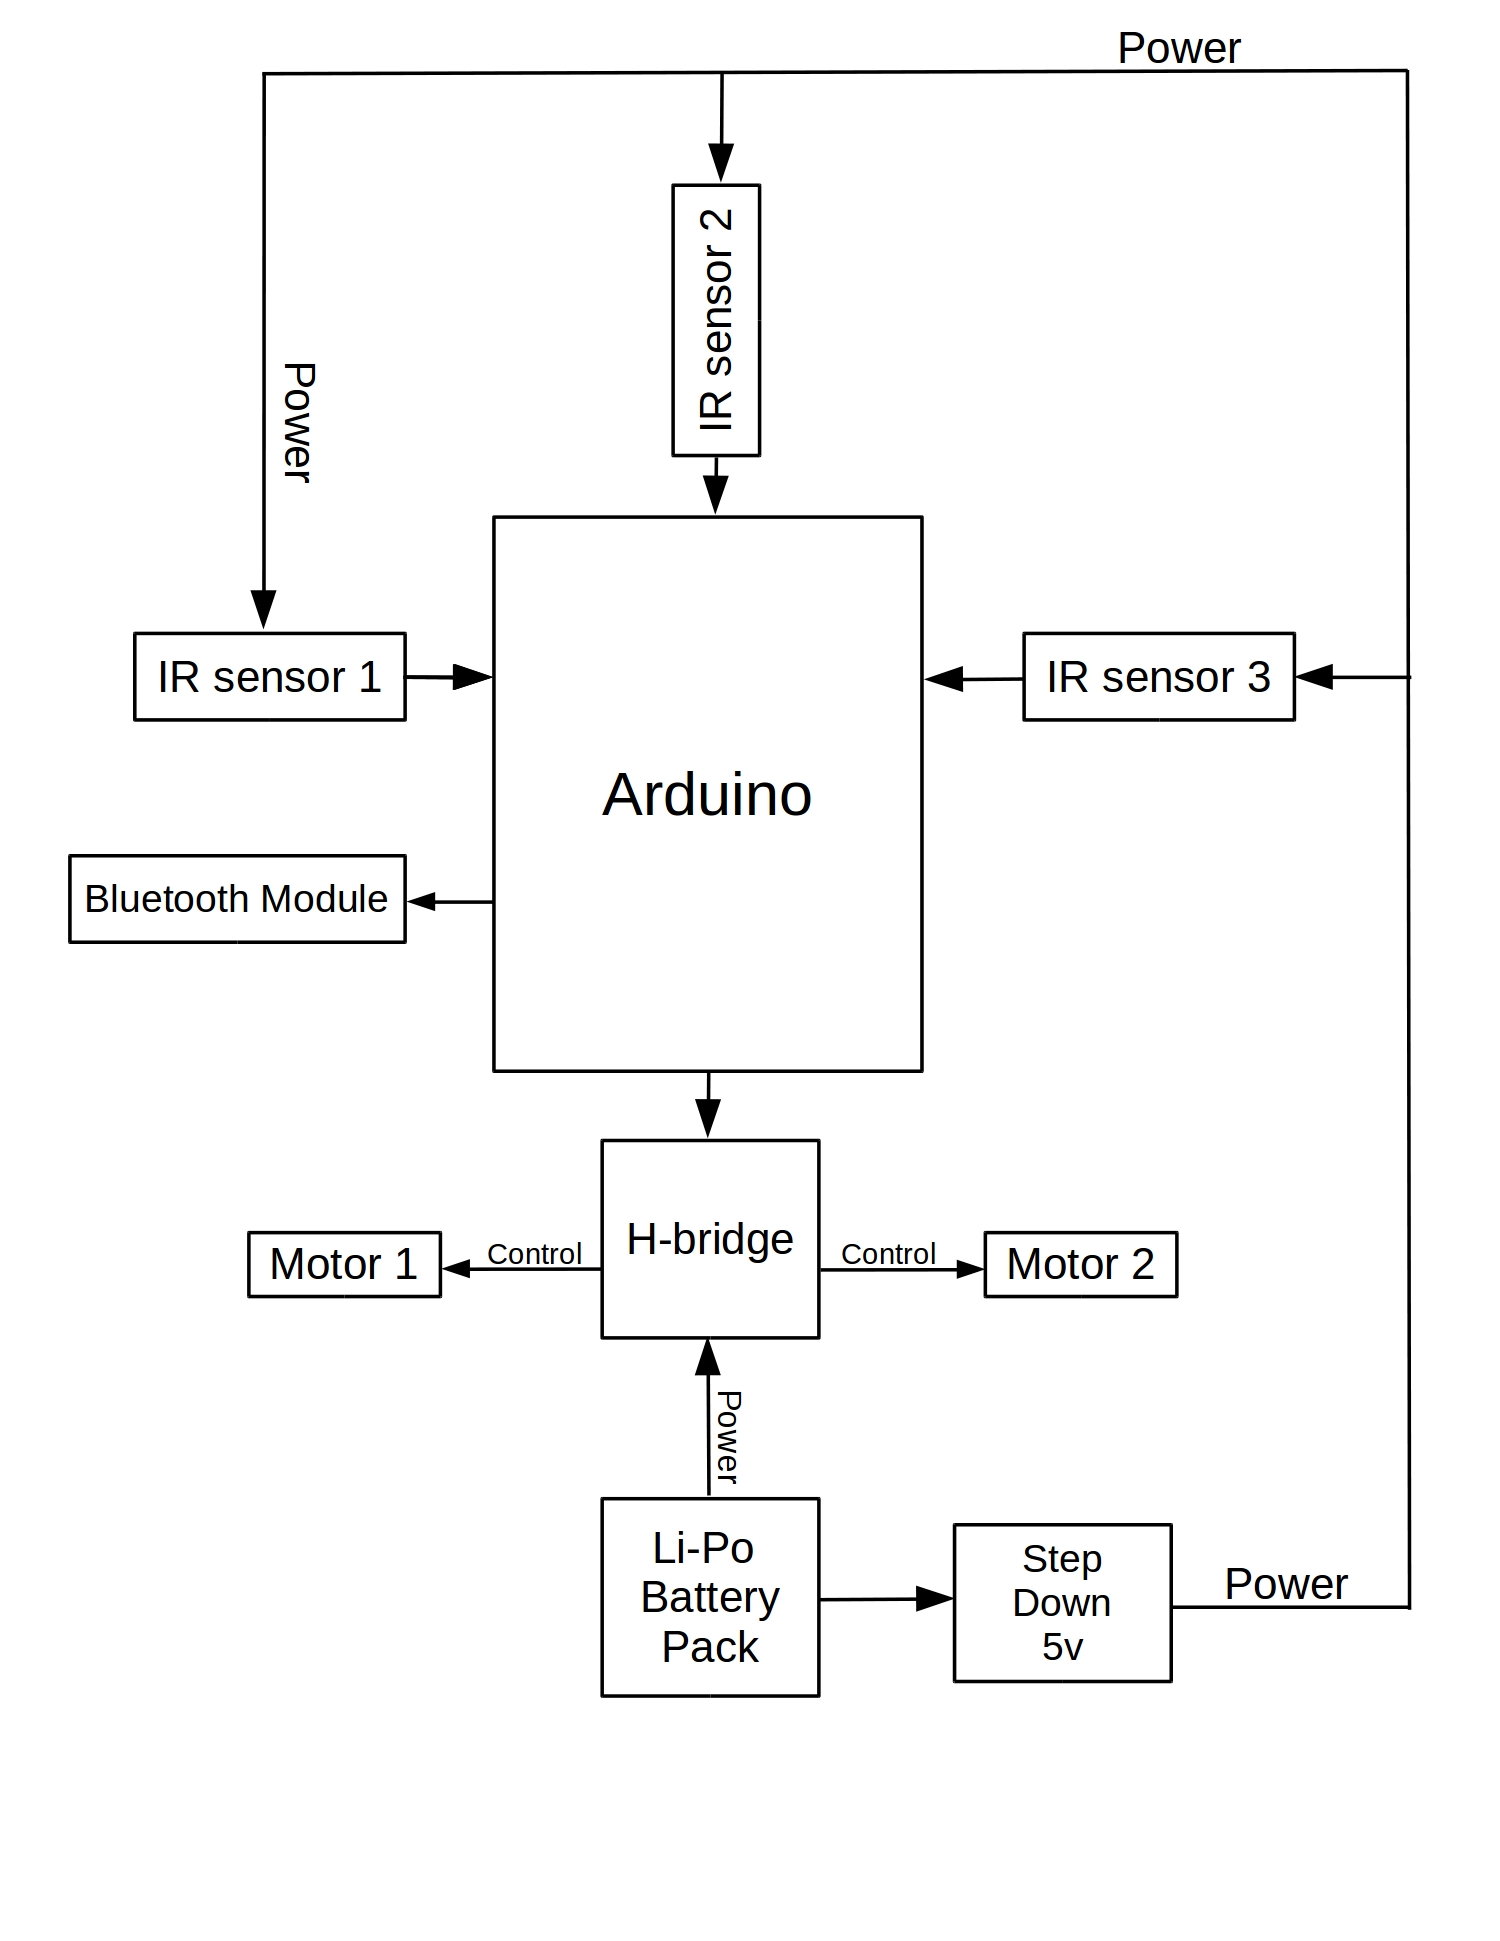 Power
IR sensor 2
Power
IR sensor 1
IR sensor 3
Arduino
Bluetooth Module
H-bridge
Motor 1
Control
Control
Motor 2
Power
Li-Po
Battery
Pack
Step
Down
5v
Power